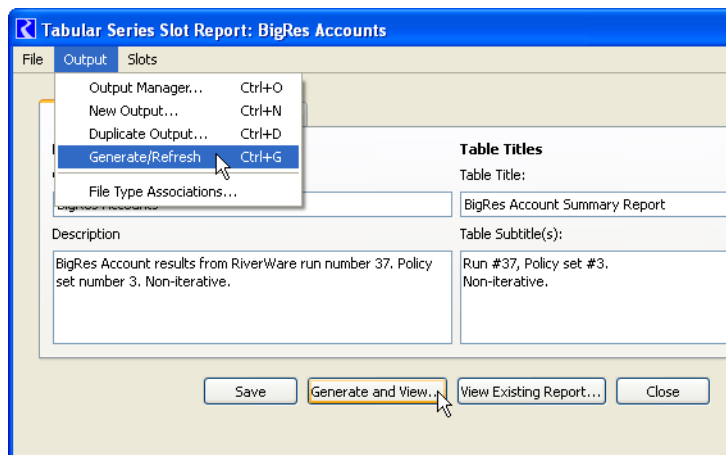 Tabular Series Slot Report: BigRes Accounts
File Output Slots
Output Manager... Ctrl+O
New Output... Ctrl+N
Duplicate Output... Ctrl+D
Generate/Refresh Ctrl+G
File Type Associations...
Table Titles
Table Title:
BigRes Accounts
BigRes Account Summary Report
Description
Table Subtitle(s):
BigRes Account results from RiverWare run number 37. Policy
set number 3. Non-iterative.
Run #37, Policy set #3.
Non-iterative.
Save Generate and View... View Existing Report... Close